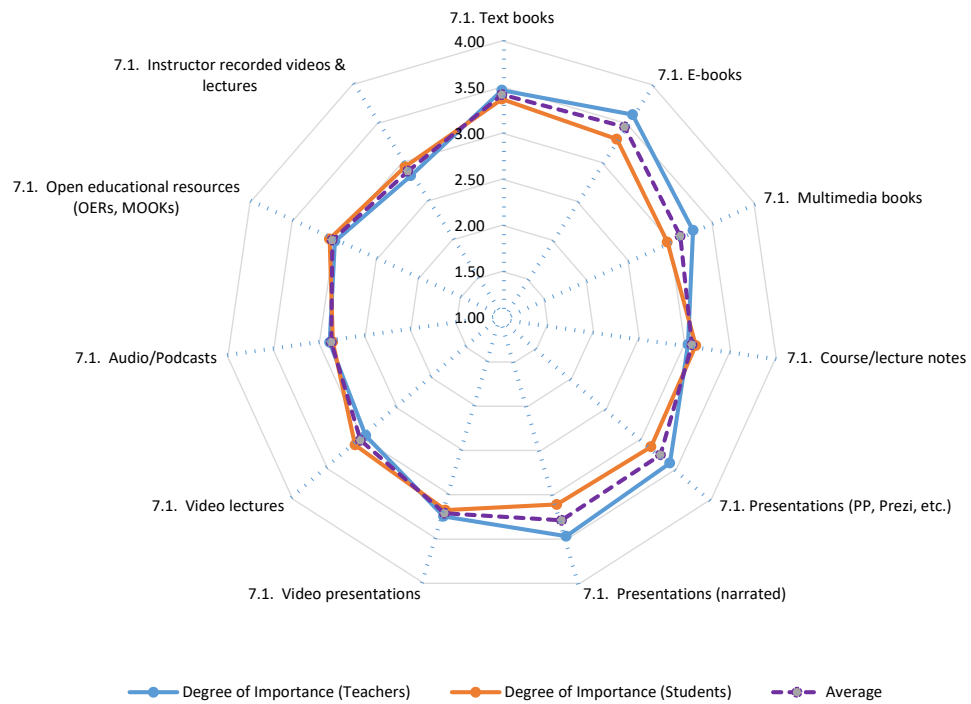 7.1. Text books
4.00
7.1. Instructor recorded videos &
lectures
7.1. E-books
3.50
3.00
7.1. Open educational resources
(OERs, MOOKs)
7.1. Multimedia books
2.50
2.00
1.50
1.00
7.1. Audio/Podcasts
7.1. Course/lecture notes
7.1. Video lectures
7.1. Presentations (PP, Prezi, etc.)
7.1. Video presentations
7.1. Presentations (narrated)
Degree of Importance (Teachers)
Degree of Importance (Students)
Average